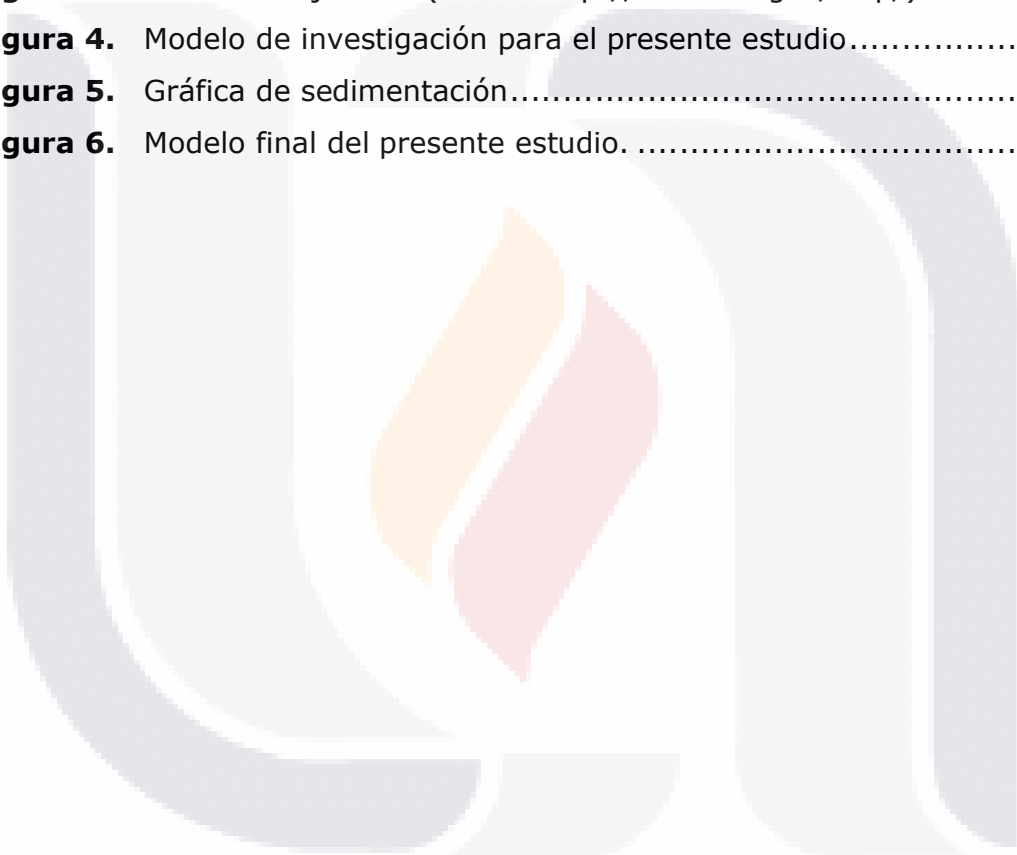 gura 4. Modelo de investigación para el presente estudio................
gura 5. Gráfica de sedimentación................................................
gura 6. Modelo final del presente estudio. ....................................